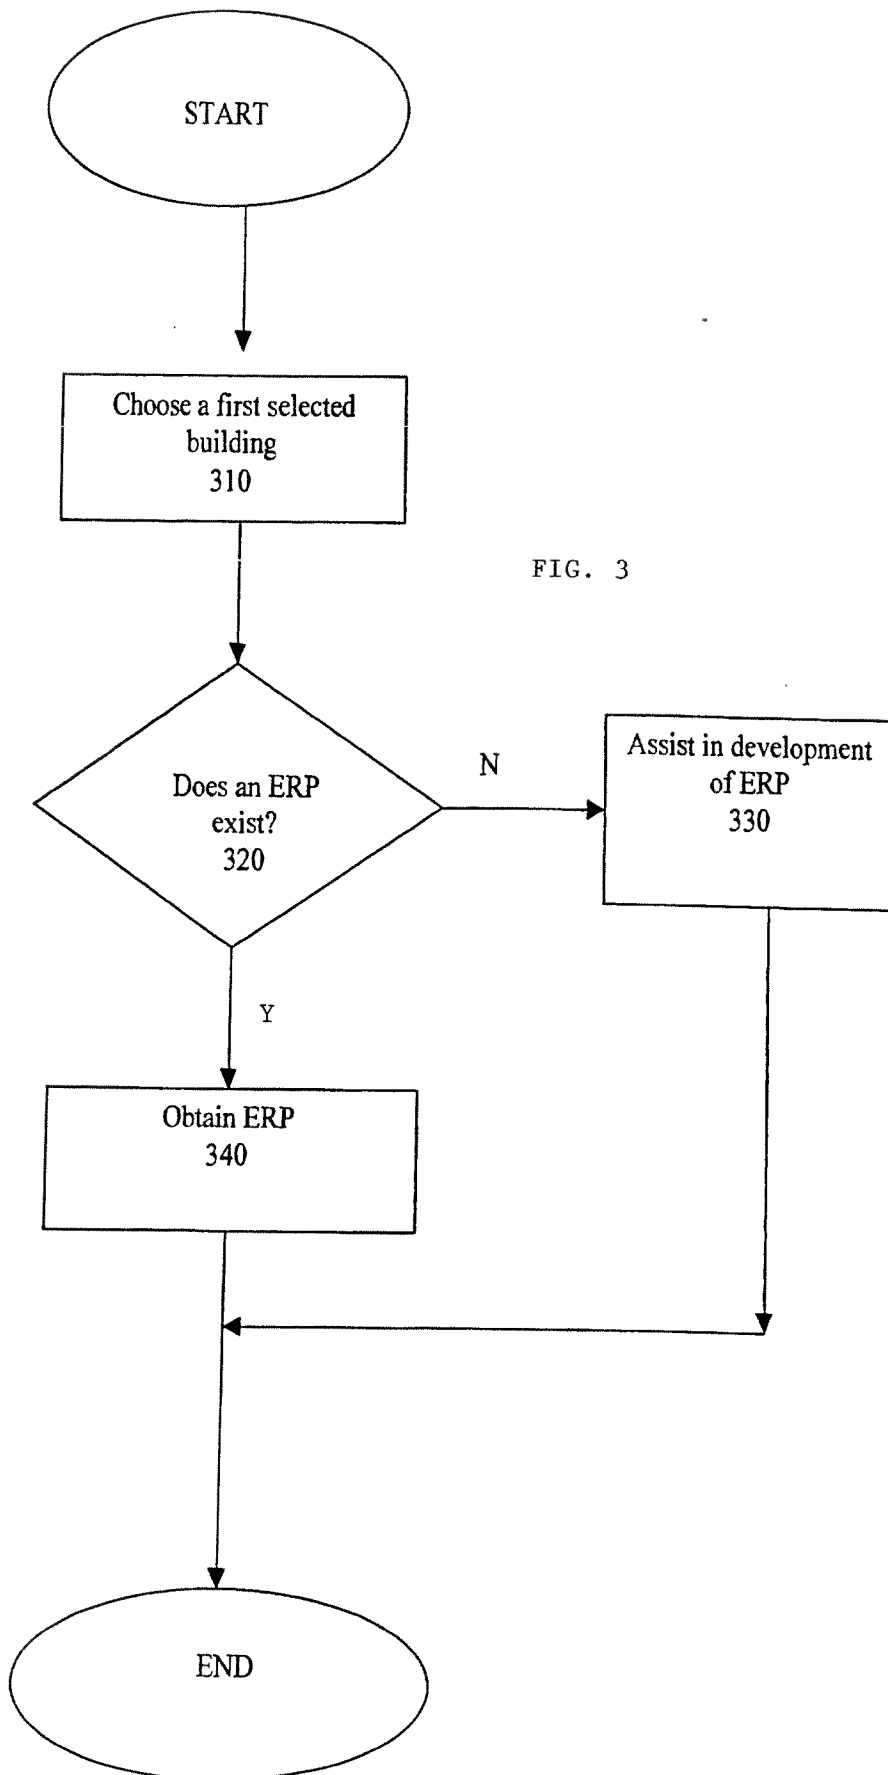 START
Choose a first selected
building
310
FIG. 3
Does an ERP
exist?
320
N
Assist in development
of ERP
330
Y
Obtain ERP
340
END